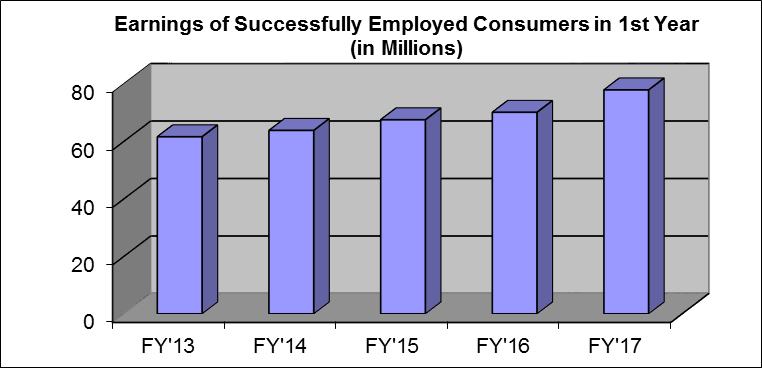 Earnings of Successfully Employed Consumers in 1st Year
(in Millions)
80
60
40
20
0
FY'13 FY'14 FY'15 FY'16 FY'17